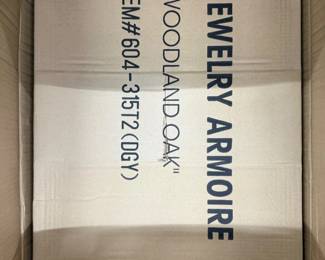 EWELRY ARMOIRE
WOODLAND OAK"
EM# 604-315T2 (DGY)